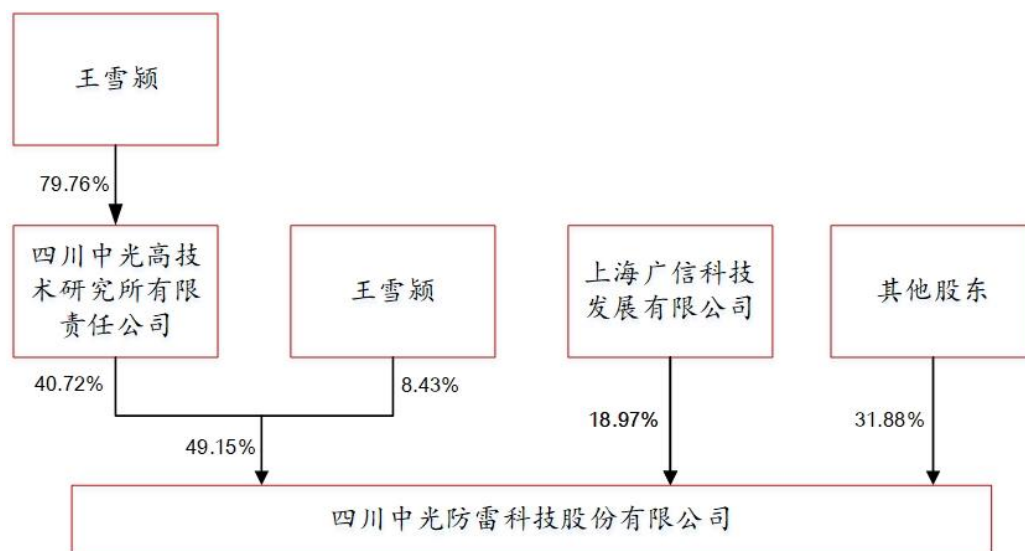 王雪颖
79.76%
四川中光高技
术研究所有限
责任公司
王雪颖
上海广信科技
发展有限公司
其他股东
40.72%
8.43%
18.97%
31.88%
49.15%
四川中光防雷科技股份有限公司